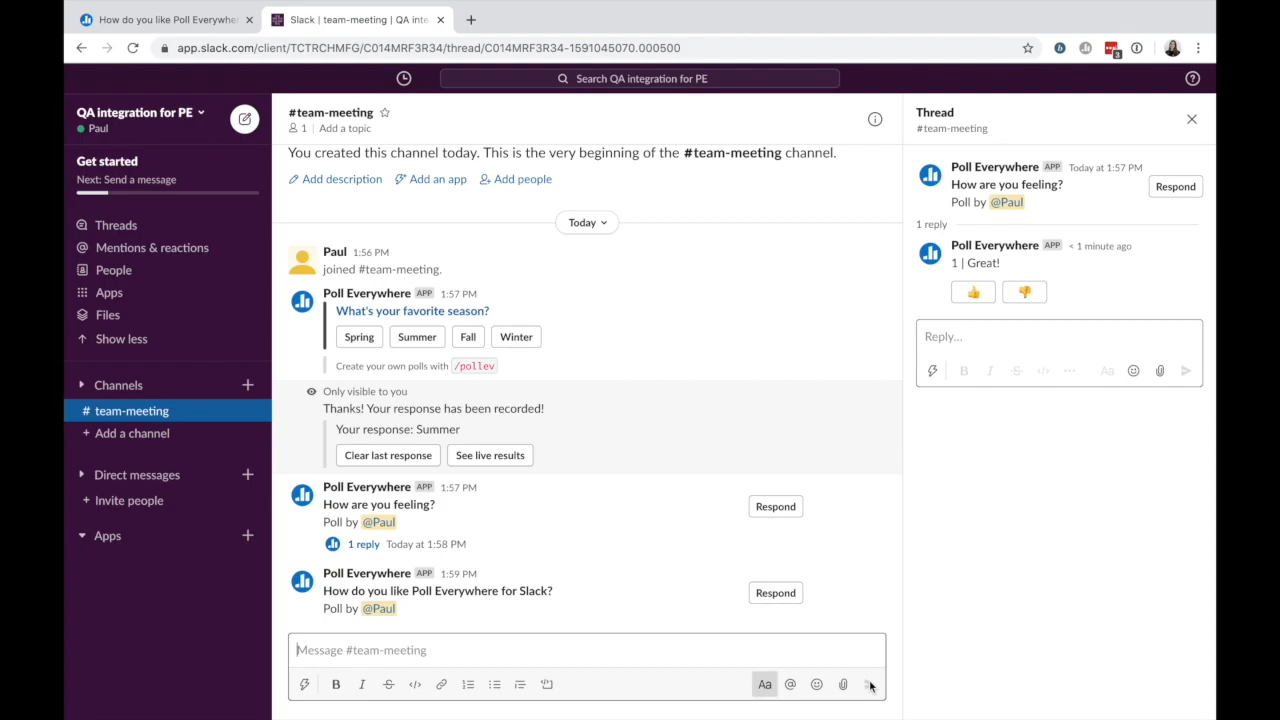 How do you like Poll Everywhe
Slack | team-meeting | QA inte
app.slack.com/client/TCTRCHMFG/C014MRF3R34/thread/C014MRF3R34-1591045070.000500
3
Search QA integration for PE
QA integration for PE
Paul
Get started
Next: Send a message
Threads
Mentions & reactions
People
Apps
Files
Show less
Channels
# team-meeting
+ Add a channel
Direct messages
+ Invite people
Apps
#team-meeting
1 | Add a topic
You created this channel today. This is the very beginning of the #team-meeting channel.
Add description Add an app Add people
Today
Paul 1:56 PM
joined #team-meeting.
Poll Everywhere APP 1:57 PM
What's your favorite season?
Spring Summer Fall Winter
Create your own polls with /pollev
Only visible to you
Thanks! Your response has been recorded!
Your response: Summer
Clear last response See live results
Poll Everywhere APP 1:57 PM
How are you feeling?
Poll by @Paul
Respond
1 reply Today at 1:58 PM
Poll Everywhere APP 1:59 PM
How do you like Poll Everywhere for Slack?
Poll by @Paul
Respond
Message #team-meeting
B I S Aa @
Thread
#team-meeting
Poll Everywhere APP Today at 1:57 PM
How are you feeling?
Poll by @Paul
Respond
1 reply
Poll Everywhere APP < 1 minute ago
1 | Great!
Reply…
B I S Aa